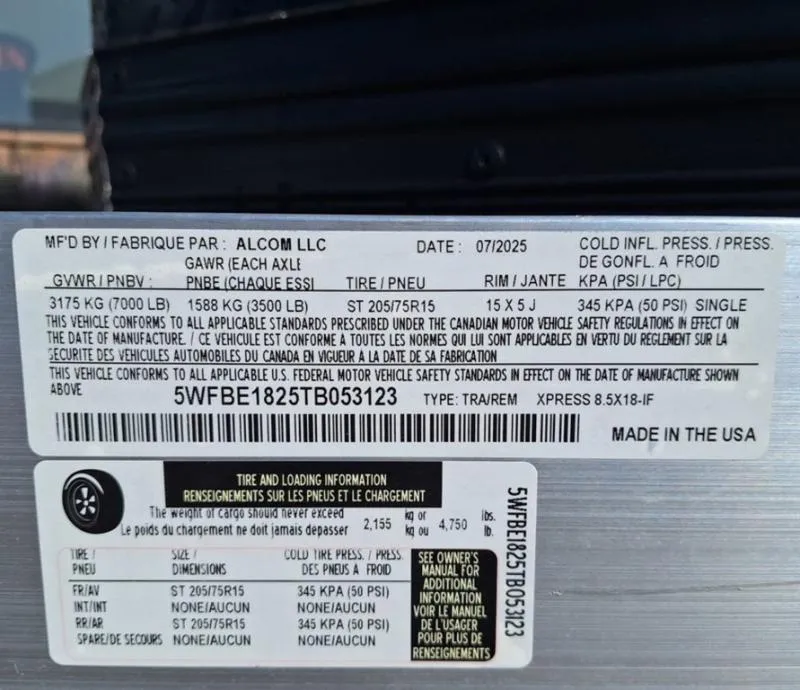 MF'D BY / FABRIQUE PAR : ALCOM LLC DATE : 07/2025 COLD INFL. PRESS. / PRESS.
GAWR (EACH AXLE DE GONFL. A FROID
GVWR / PNBV : PNBE (CHAQUE ESSI TIRE / PNEU RIM / JANTE KPA (PSI / LPC)
3175 KG (7000 LB) 1588 KG (3500 LB) ST 205/75R15 15 X 5 J 345 KPA (50 PSI) SINGLE
THIS VEHICLE CONFORMS TO ALL APPLICABLE STANDARDS PRESCRIBED UNDER THE CANADIAN MOTOR VEHICLE SAFETY REGULATIONS IN EFFECT ON
THE DATE OF MANUFACTURE. / CE VEHICULE EST CONFORME A TOUTES LES NORMES QUI LUI SONT APPLICABLES EN VERTU DU REGLEMENT SUR LA
SECURITE DES VEHICULES AUTOMOBILES DU CANADA EN VIGUEUR A LA DATE DE SA FABRICATION
THIS VEHICLE CONFORMS TO ALL APPLICABLE U.S. FEDERAL MOTOR VEHICLE SAFETY STANDARDS IN EFFECT ON THE DATE OF MANUFACTURE SHOWN
ABOVE 5WFBE1825TB053123 TYPE: TRA/REM XPRESS 8.5X18-IF
MADE IN THE USA
TIRE AND LOADING INFORMATION
RENSEIGNEMENTS SUR LES PNEUS ET LE CHARGEMENT
The weight of cargo should never exceed kg or lbs.
Le poids du chargement ne doit jamais depasser 2,155 kg ou 4,750 lb.
TIRE / SIZE / COLD TIRE PRESS. / PRESS.
PNEU DIMENSIONS DES PNEUS A FROID
FR/AV ST 205/75R15 345 KPA (50 PSI)
INT/INT NONE/AUCUN NONE/AUCUN
RR/AR ST 205/75R15 345 KPA (50 PSI)
SPARE/DE SECOURS NONE/AUCUN NONE/AUCUN
SEE OWNER'S
MANUAL FOR
ADDITIONAL
INFORMATION
VOIR LE MANUEL
DE L'USAGER
POUR PLUS DE
RENSEIGNEMENTS
5WFBE1825TB053123